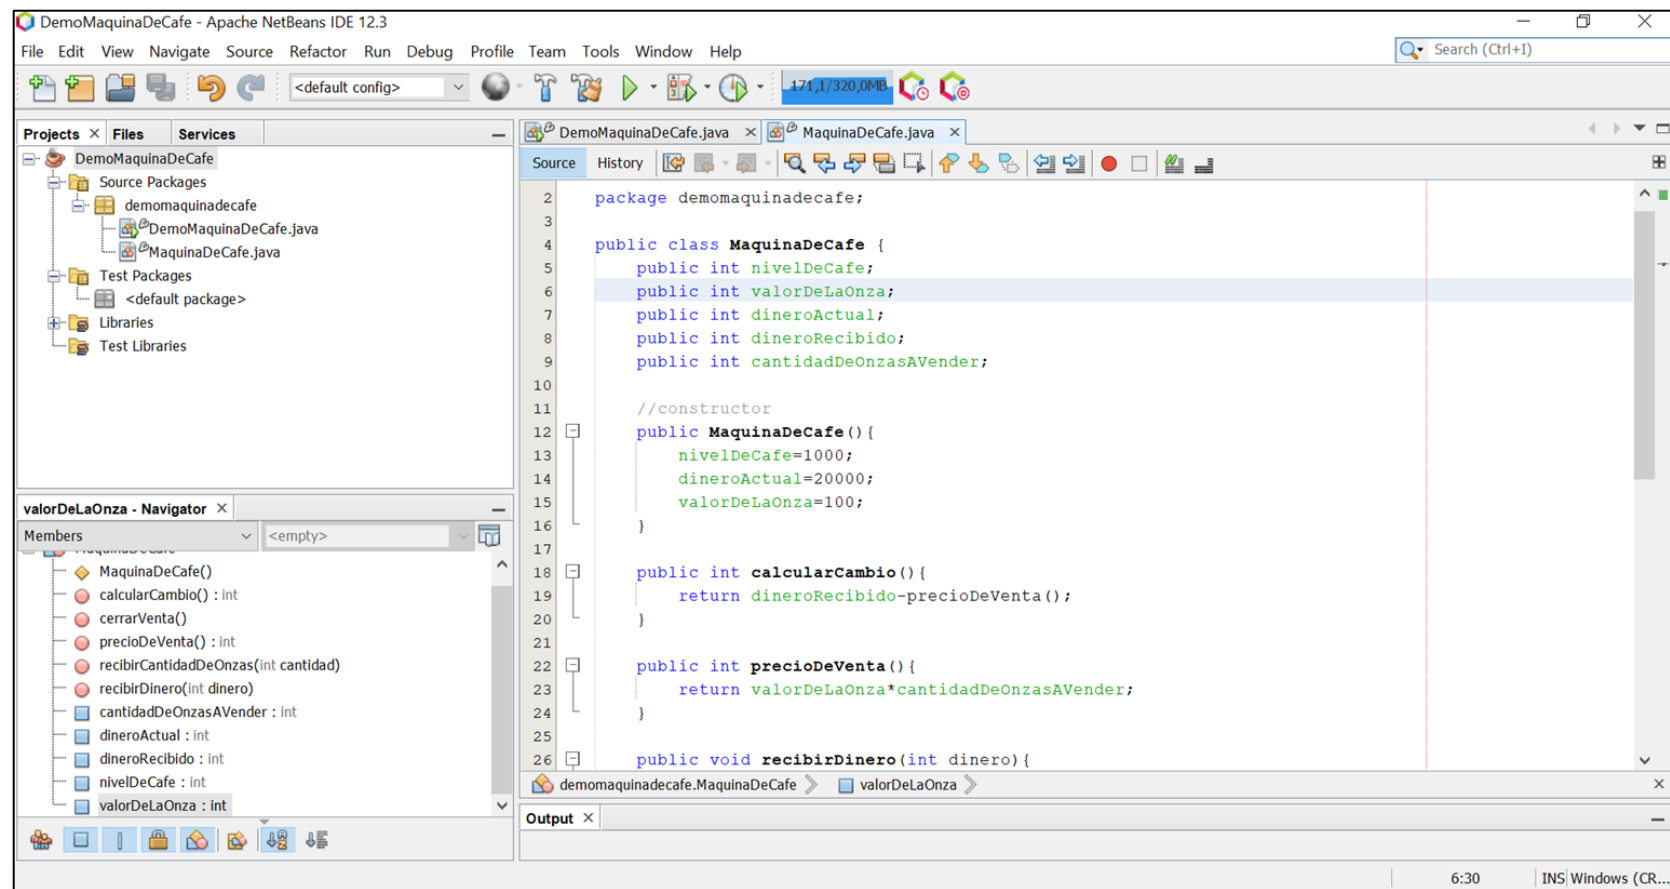 DemoMaquinaDeCafe - Apache NetBeans IDE 12.3
File Edit View Navigate Source Refactor Run Debug Profile Team Tools Window Help
Search (Ctrl+I)
<default config>
171,1/320,0MB
Projects Files Services
DemoMaquinaDeCafe
Source Packages
demomaquinadecafe
DemoMaquinaDeCafe.java
MaquinaDeCafe.java
Test Packages
<default package>
Libraries
Test Libraries
valorDeLaOnza - Navigator
Members
<empty>
MaquinaDeCafe
MaquinaDeCafe()
calcularCambio() : int
cerrarVenta()
precioDeVenta() : int
recibirCantidadDeOnzas(int cantidad)
recibirDinero(int dinero)
cantidadDeOnzasAVender : int
dineroActual : int
dineroRecibido : int
nivelDeCafe : int
valorDeLaOnza : int
DemoMaquinaDeCafe.java MaquinaDeCafe.java
Source History
2 package demomaquinadecafe;
3
4 public class MaquinaDeCafe {
5 public int nivelDeCafe;
6 public int valorDeLaOnza;
7 public int dineroActual;
8 public int dineroRecibido;
9 public int cantidadDeOnzasAVender;
10
11 //constructor
12 public MaquinaDeCafe(){
13 nivelDeCafe=1000;
14 dineroActual=20000;
15 valorDeLaOnza=100;
16 }
17
18 public int calcularCambio(){
19 return dineroRecibido-precioDeVenta();
20 }
21
22 public int precioDeVenta(){
23 return valorDeLaOnza*cantidadDeOnzasAVender;
24 }
25
26 public void recibirDinero(int dinero){
demomaquinadecafe.MaquinaDeCafe valorDeLaOnza
Output
6:30 INS Windows (CR...